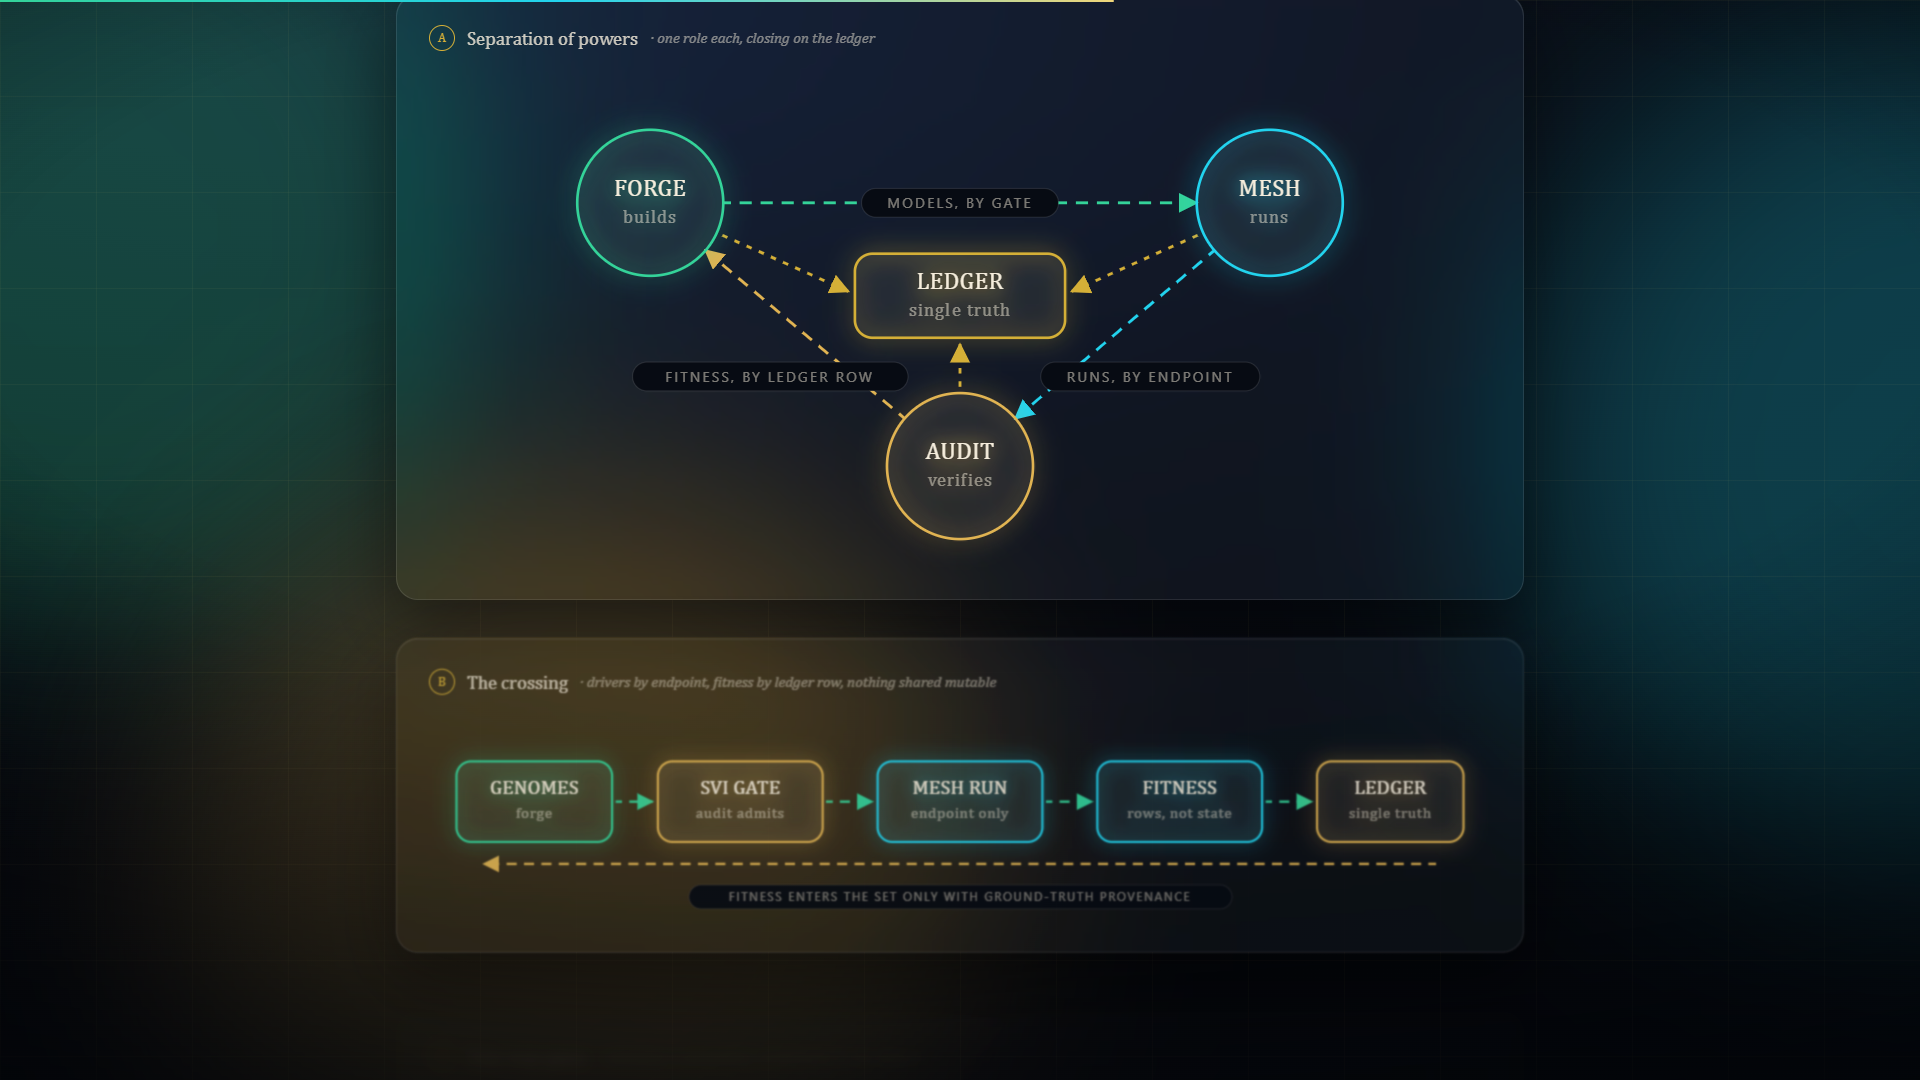 A Separation of powers · one role each, closing on the ledger
FORGE
builds
MODELS, BY GATE
MESH
runs
LEDGER
single truth
FITNESS, BY LEDGER ROW
RUNS, BY ENDPOINT
AUDIT
verifies
B The crossing · drivers by endpoint, fitness by ledger row, nothing shared mutable
GENOMES
forge
SVI GATE
audit admits
MESH RUN
endpoint only
FITNESS
rows, not state
LEDGER
single truth
FITNESS ENTERS THE SET ONLY WITH GROUND-TRUTH PROVENANCE